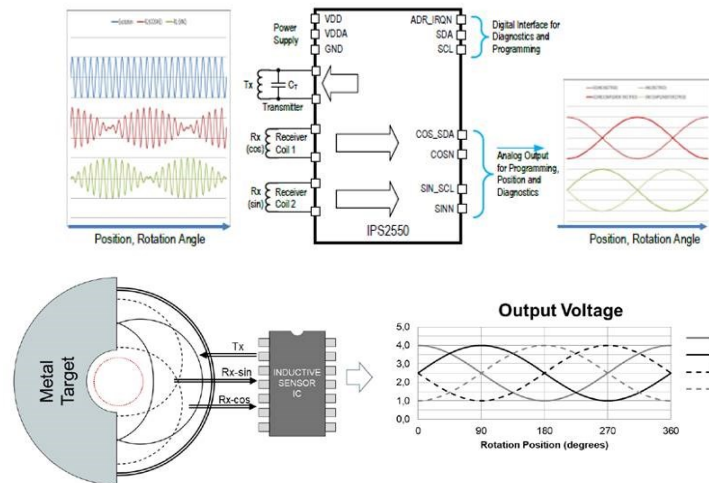 Power
Supply
VDD
VDDA
GND
ADR_IRQN
SDA
SCL
Digital Interface for
Diagnostics and
Programming
Tx
CT
Transmitter
Rx
(cos)
Receiver
Coil 1
COS_SDA
COSN
Rx
(sin)
Receiver
Coil 2
SIN_SCL
SINN
Analog Output
for Programming,
Position and
Diagnostics
IPS2550
Position, Rotation Angle
Position, Rotation Angle
Metal
Target
Tx
Rx-sin
Rx-cos
INDUCTIVE
SENSOR
IC
Output Voltage
5,0
4,0
3,0
2,0
1,0
0,0
0
90
180
270
360
Rotation Position (degrees)